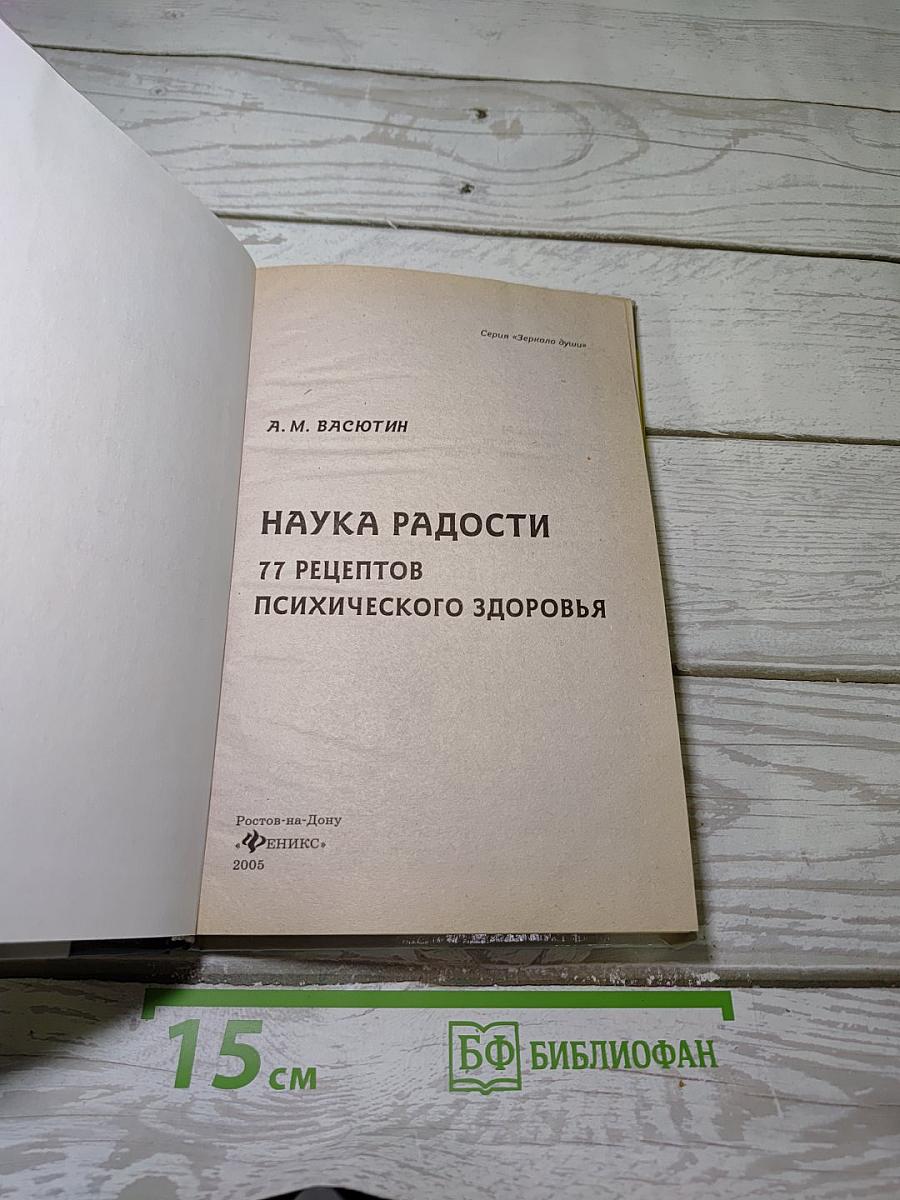 Серия «Зеркало души»
А. М. ВАСЮТИН
НАУКА РАДОСТИ
77 РЕЦЕПТОВ
ПСИХИЧЕСКОГО ЗДОРОВЬЯ
Ростов-на-Дону
«ФЕНИКС»
2005
15 см
БФ БИБЛИОФАН